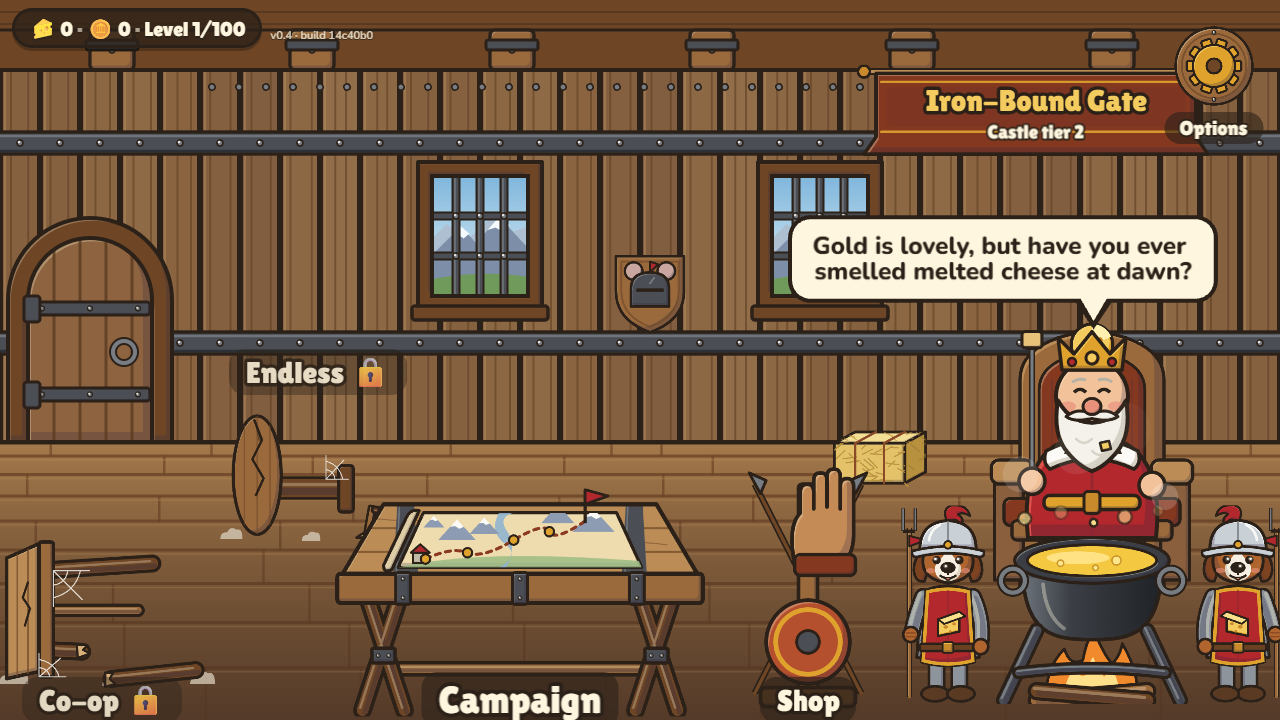 0 · 0 · Level 1/100
v0.4 · build 14c40b0
Iron-Bound Gate
Castle tier 2
Options
Gold is lovely, but have you ever
smelled melted cheese at dawn?
Endless
Co-op
Campaign
Shop